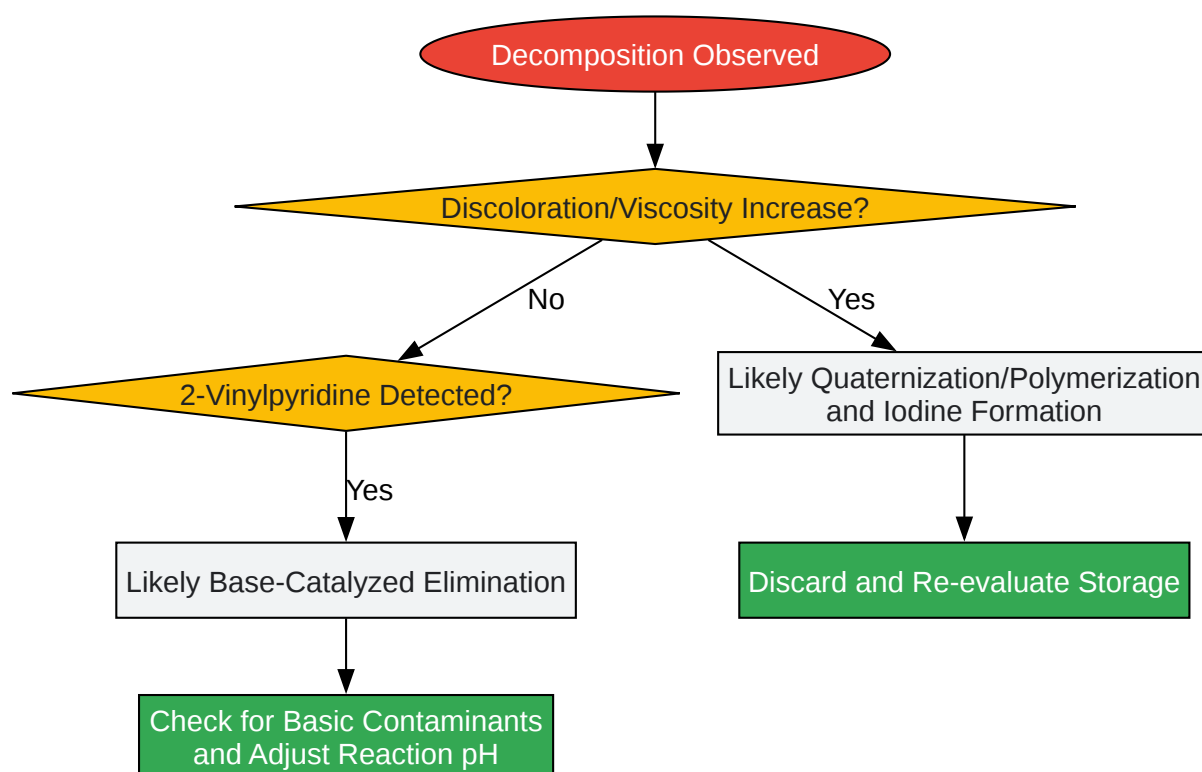 Decomposition Observed
Discoloration/Viscosity Increase?
No
Yes
2-Vinylpyridine Detected?
Likely Quaternization/Polymerization
and Iodine Formation
Yes
Likely Base-Catalyzed Elimination
Discard and Re-evaluate Storage
Check for Basic Contaminants
and Adjust Reaction pH